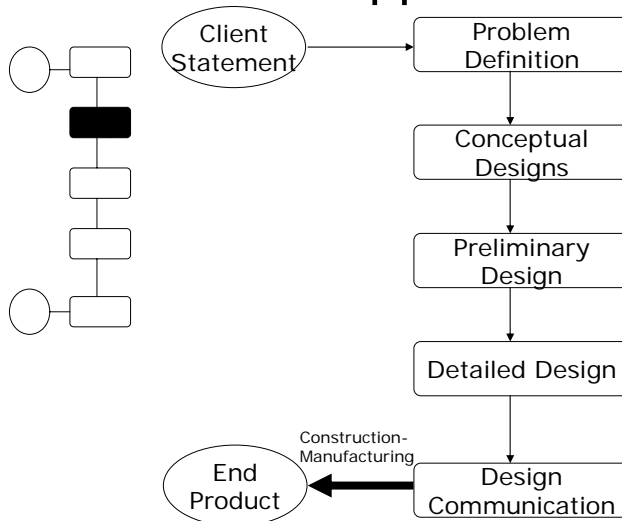 Client
Statement
Problem
Definition
Conceptual
Designs
Preliminary
Design
Detailed Design
Construction-
Manufacturing
End
Product
Design
Communication